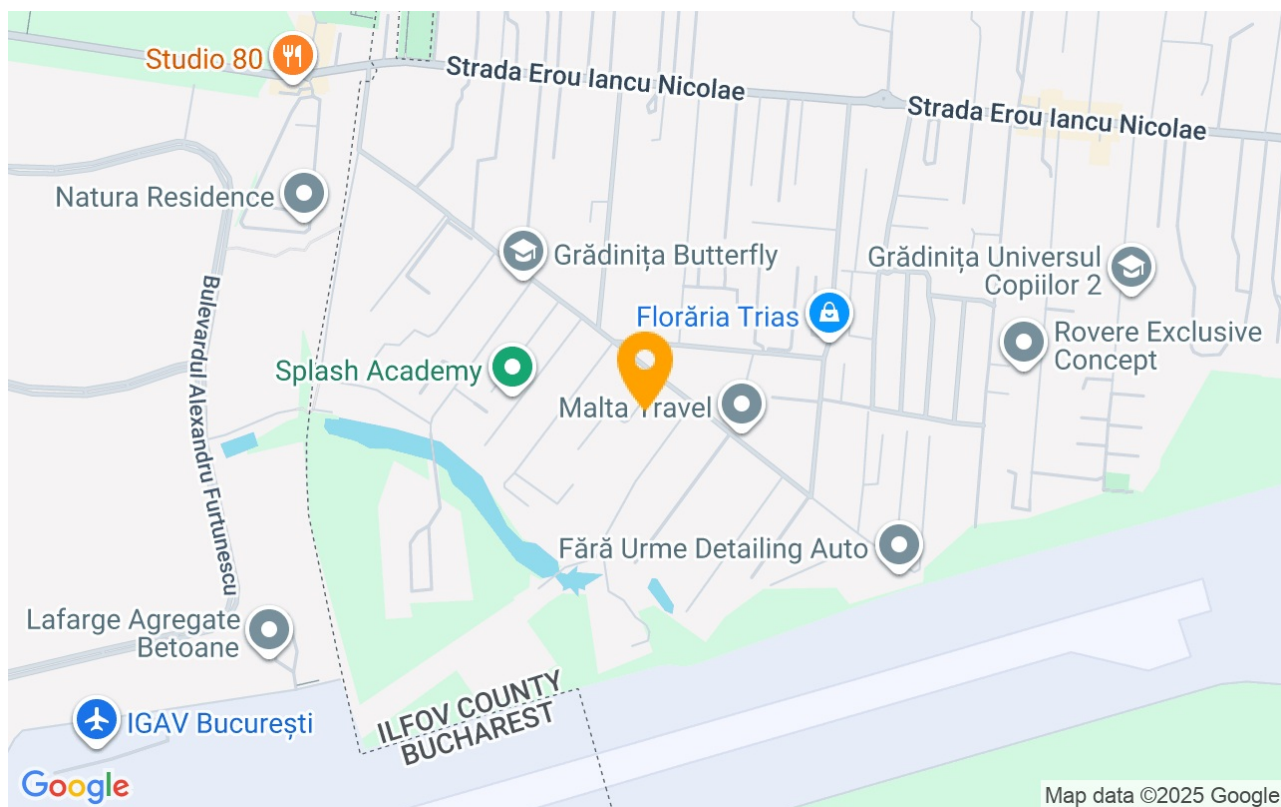 Studio 80
Strada Erou Iancu Nicolae
Strada Erou Iancu Nicolae
Natura Residence
Grădinița Butterfly
Grădinița Universul
Copiilor 2
Bulevardul Alexandru Furtunescu
Florăria Trias
Rovere Exclusive
Concept
Splash Academy
Malta Travel
Fără Urme Detailing Auto
Lafarge Agregate
Betoane
ILFOV COUNTY
BUCHAREST
IGAV București
Google
Map data ©2025 Google